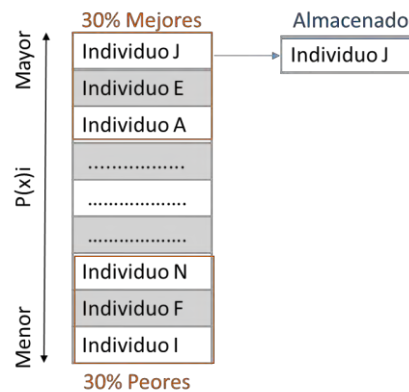 30% Mejores
Almacenado
Mayor
P(x)i
Menor
Individuo J
Individuo J
Individuo E
Individuo A
.................
...................
...................
Individuo N
Individuo F
Individuo I
30% Peores